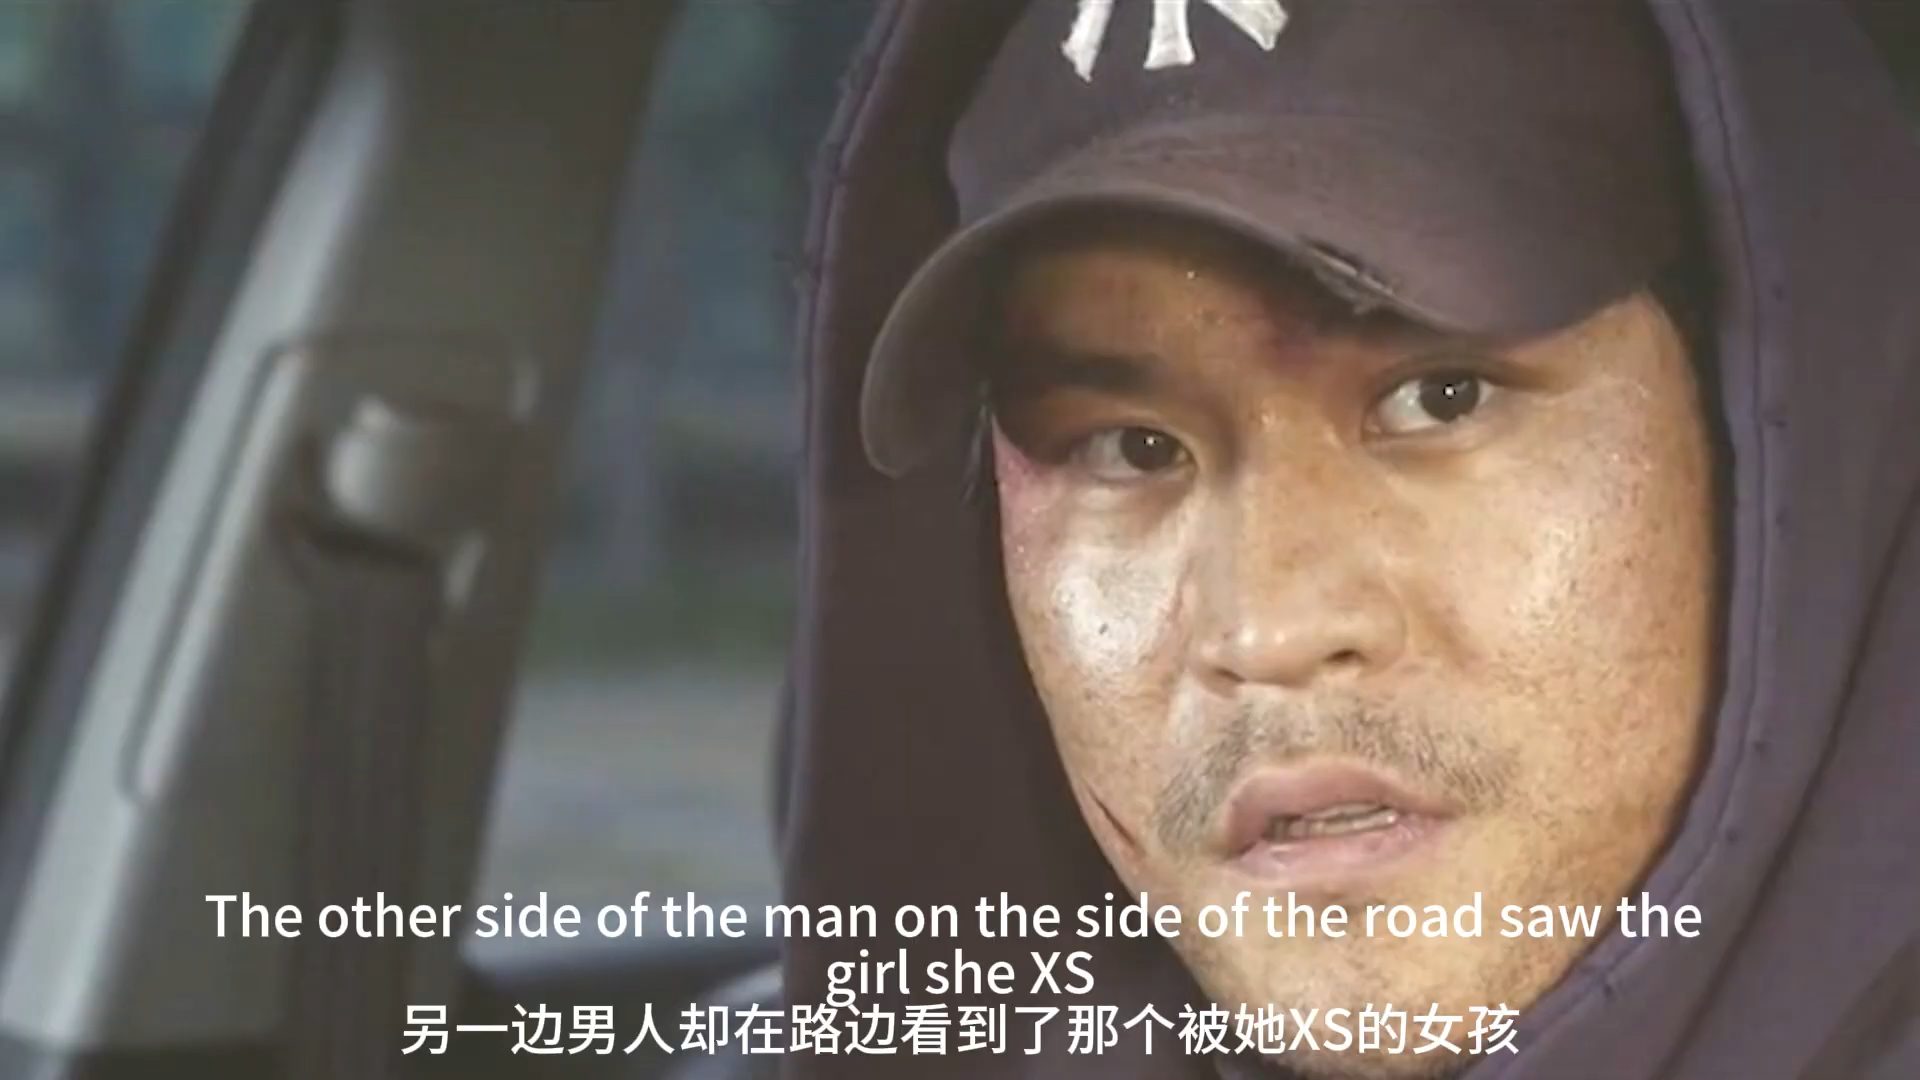 The other side of the man on the side of the road saw the
girl she XS
另一边男人却在路边看到了那个被她XS的女孩